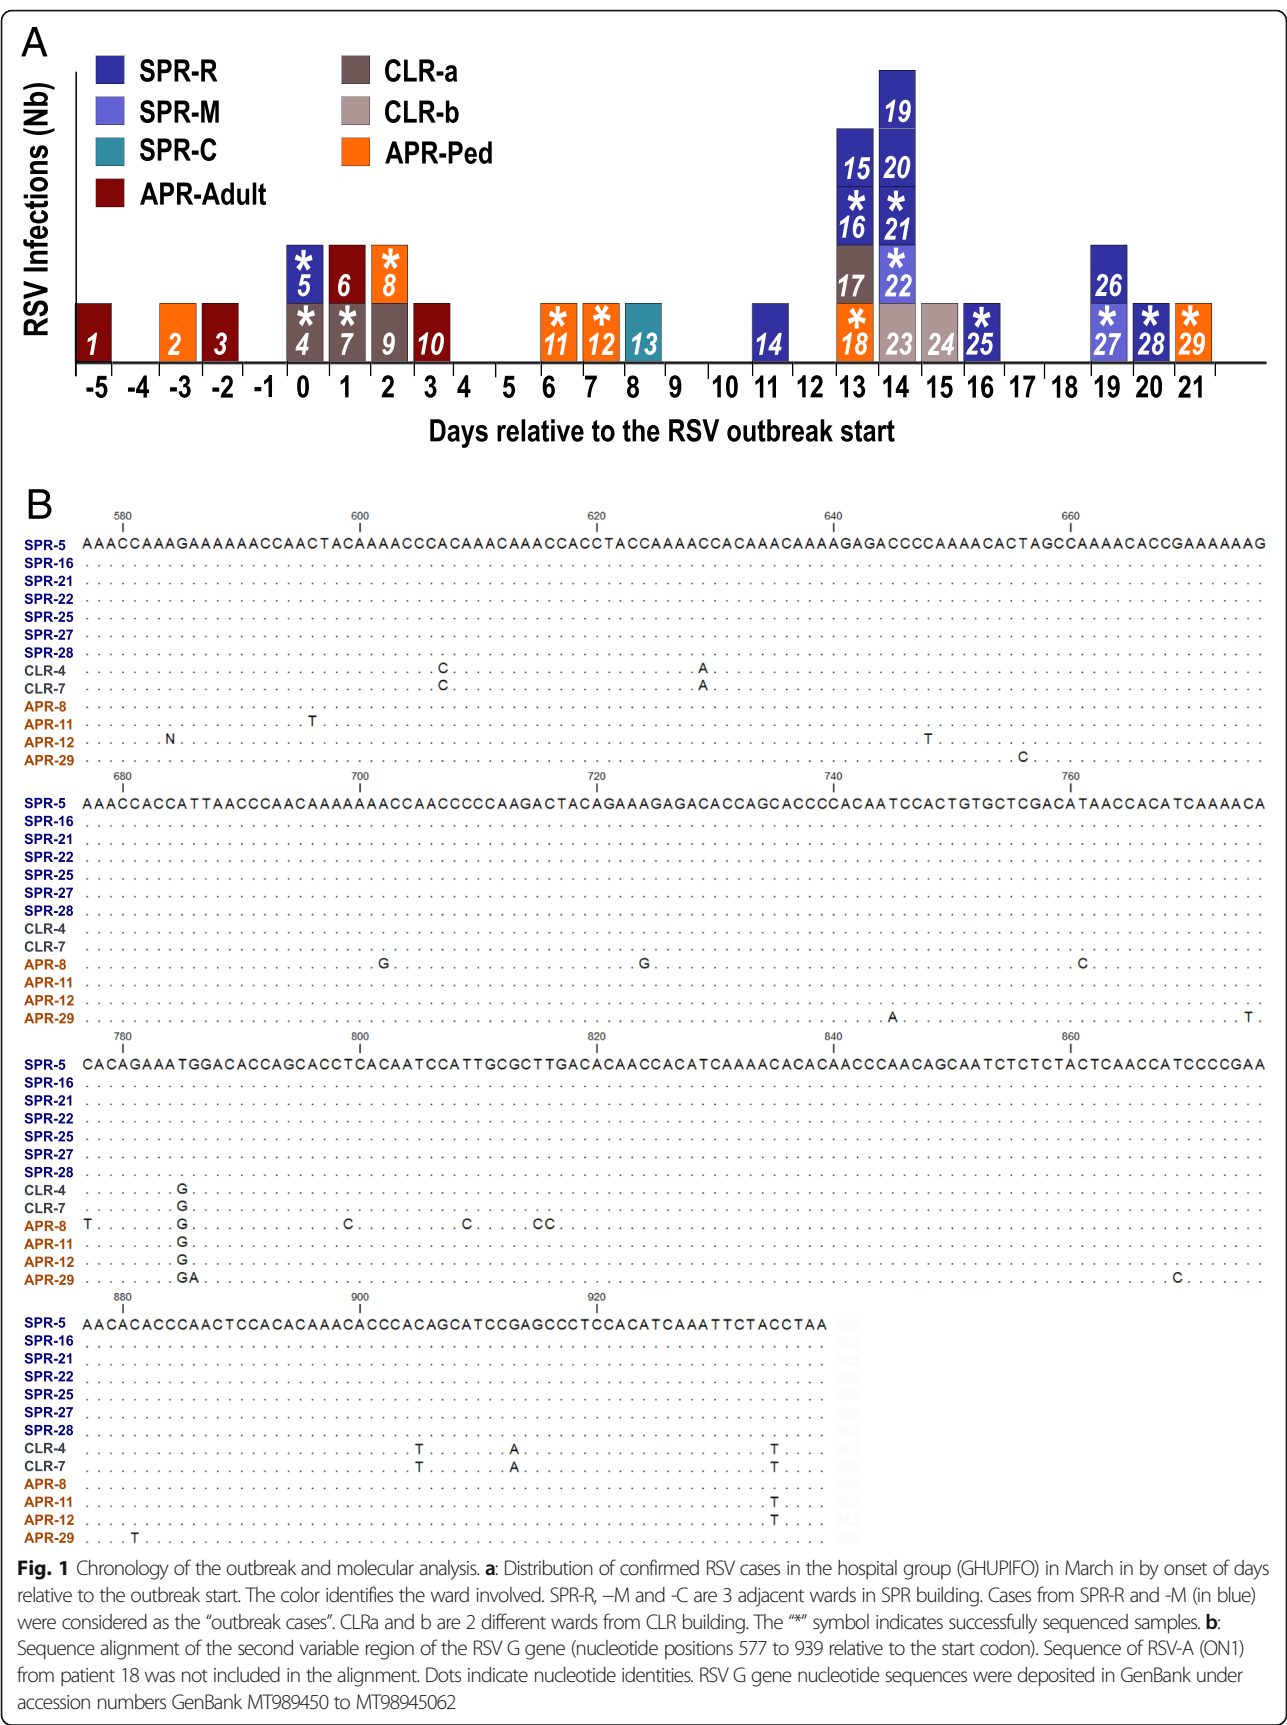 A
SPR-R
SPR-M
SPR-C
APR-Adult
CLR-a
CLR-b
APR-Ped
RSV Infections (Nb)
19
15 20
* *
16 21
* * *
5 6 8 17 22 26
* * * * * * * * * *
1 2 3 4 7 9 10 11 12 13 14 18 23 24 25 27 28 29
-5 -4 -3 -2 -1 0 1 2 3 4 5 6 7 8 9 10 11 12 13 14 15 16 17 18 19 20 21
Days relative to the RSV outbreak start
B
580 600 620 640 660
SPR-5 AAACCAAAGAAAAAACCAACTACAAAACCCACAAACAAACCACCTACCAAAACCACAAACAAAAGAGACCCCAAAACACTAGCCAAAACACCGAAAAAAG
SPR-16
SPR-21
SPR-22
SPR-25
SPR-27
SPR-28
CLR-4 C A
CLR-7 C A
APR-8
APR-11 T
APR-12 N T
APR-29 C
680 700 720 740 760
SPR-5 AAACCACCATTAACCCAACAAAAAAACCAACCCCCAAGACTACAGAAAGAGACACCAGCACCCCACAATCCACTGTGCTCGACATAACCACATCAAAACA
SPR-16
SPR-21
SPR-22
SPR-25
SPR-27
SPR-28
CLR-4
CLR-7
APR-8 G G C
APR-11
APR-12
APR-29 A T
780 800 820 840 860
SPR-5 CACAGAAATGGACACCAGCACCTCACAATCCATTGCGCTTGACACAACCACATCAAAACACACAACCCAACAGCAATCTCTCTACTCAACCATCCCCGAA
SPR-16
SPR-21
SPR-22
SPR-25
SPR-27
SPR-28
CLR-4 G
CLR-7 G
APR-8 T G C C CC
APR-11 G
APR-12 G
APR-29 GA C
880 900 920
SPR-5 AACACACCCAACTCCACACAAACACCCACAGCATCCGAGCCCTCCACATCAAATTCTACCTAA
SPR-16
SPR-21
SPR-22
SPR-25
SPR-27
SPR-28
CLR-4 T A T
CLR-7 T A T
APR-8
APR-11 T
APR-12 T
APR-29 T
Fig. 1 Chronology of the outbreak and molecular analysis. a: Distribution of confirmed RSV cases in the hospital group (GHUPIFO) in March in by onset of days
relative to the outbreak start. The color identifies the ward involved. SPR-R, –M and -C are 3 adjacent wards in SPR building. Cases from SPR-R and -M (in blue)
were considered as the “outbreak cases”. CLRa and b are 2 different wards from CLR building. The “*” symbol indicates successfully sequenced samples. b:
Sequence alignment of the second variable region of the RSV G gene (nucleotide positions 577 to 939 relative to the start codon). Sequence of RSV-A (ON1)
from patient 18 was not included in the alignment. Dots indicate nucleotide identities. RSV G gene nucleotide sequences were deposited in GenBank under
accession numbers GenBank MT989450 to MT98945062